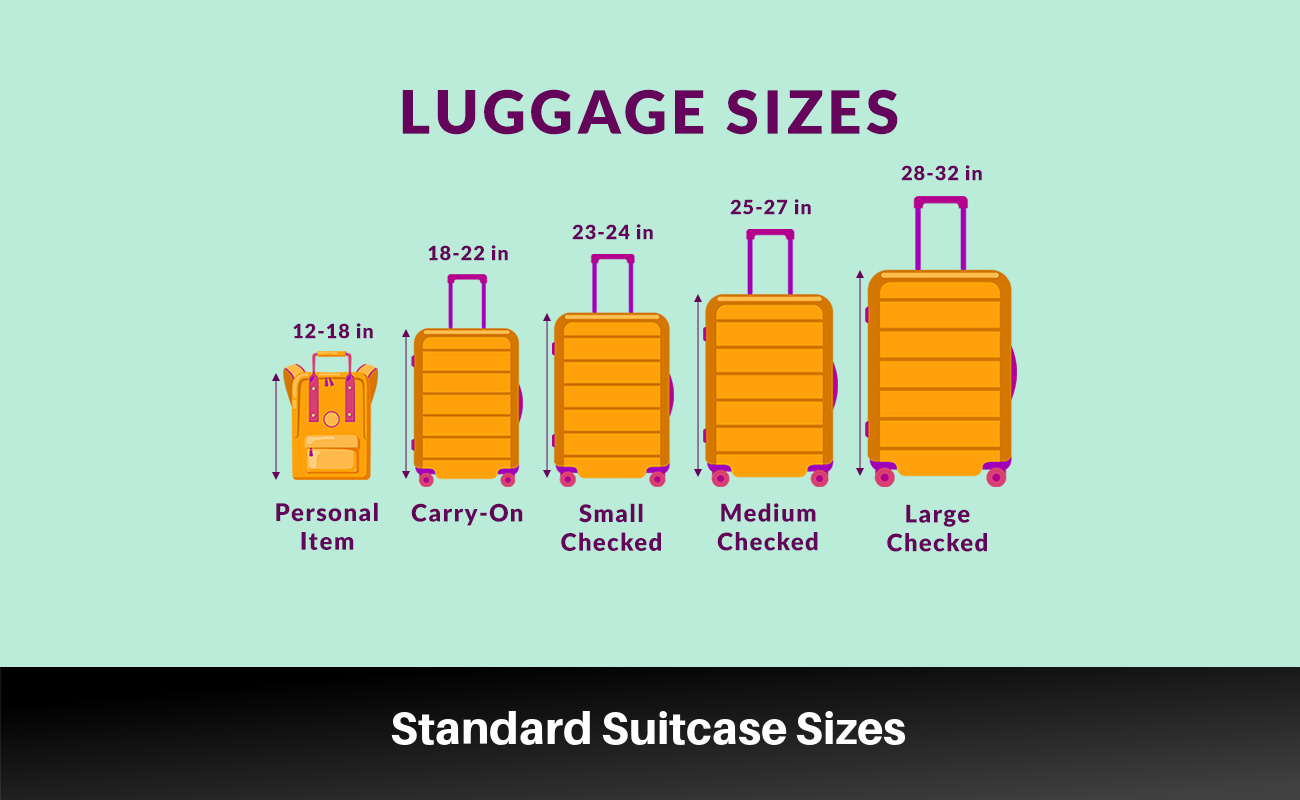 LUGGAGE SIZES
28-32 in
25-27 in
23-24 in
18-22 in
12-18 in
Personal
Item
Carry-On
Small
Checked
Medium
Checked
Large
Checked
Standard Suitcase Sizes